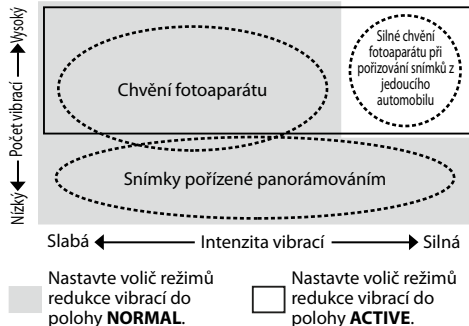 Vysoky
Počet vibrací
Nízký
Chvění fotoaparátu
Silné chvění
fotoaparátu při
pořizování snímků z
jedoucího
automobilu
Snímky pořízené panorámováním
Slabá
Intenzita vibrací
Silná
Nastavte volič režimů
redukce vibrací do
polohy NORMAL.
Nastavte volič režimů
redukce vibrací do
polohy ACTIVE.